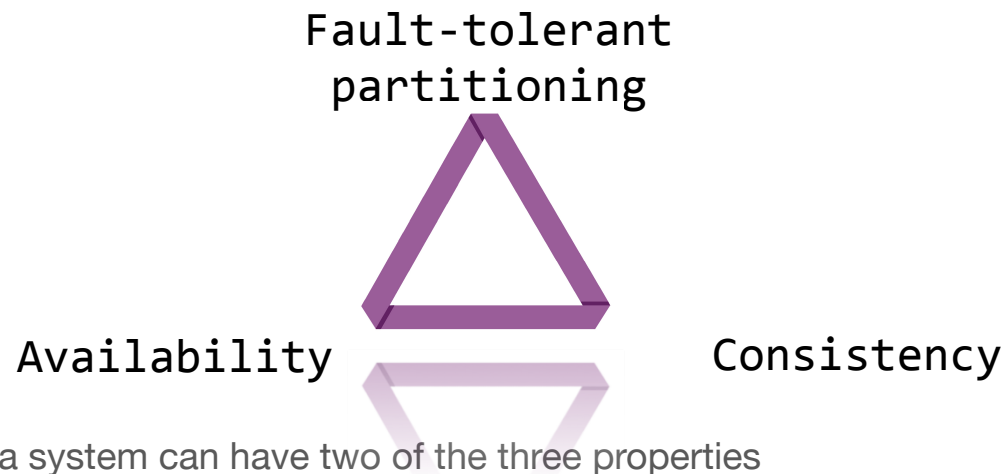 Fault-tolerant
partitioning
Availability
Consistency
a system can have two of the three properties